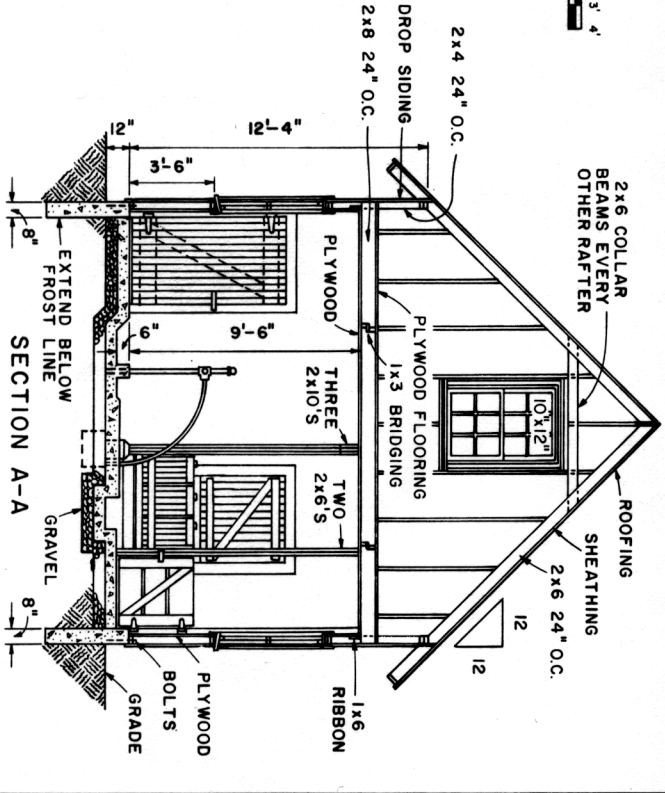 3' 4'
2x6 COLLAR
BEAMS EVERY
OTHER RAFTER
2x4 24" O.C.
DROP SIDING
2x8 24" O.C.
ROOFING
SHEATHING
2x6 24" O.C.
12
12
10"x12"
PLYWOOD FLOORING
1x3 BRIDGING
PLYWOOD
THREE
2x10'S
TWO
2x6'S
1x6
RIBBON
12'-4"
12"
3'-6"
9'-6"
6"
8"
8"
EXTEND BELOW
FROST LINE
GRAVEL
PLYWOOD
BOLTS
GRADE
SECTION A-A